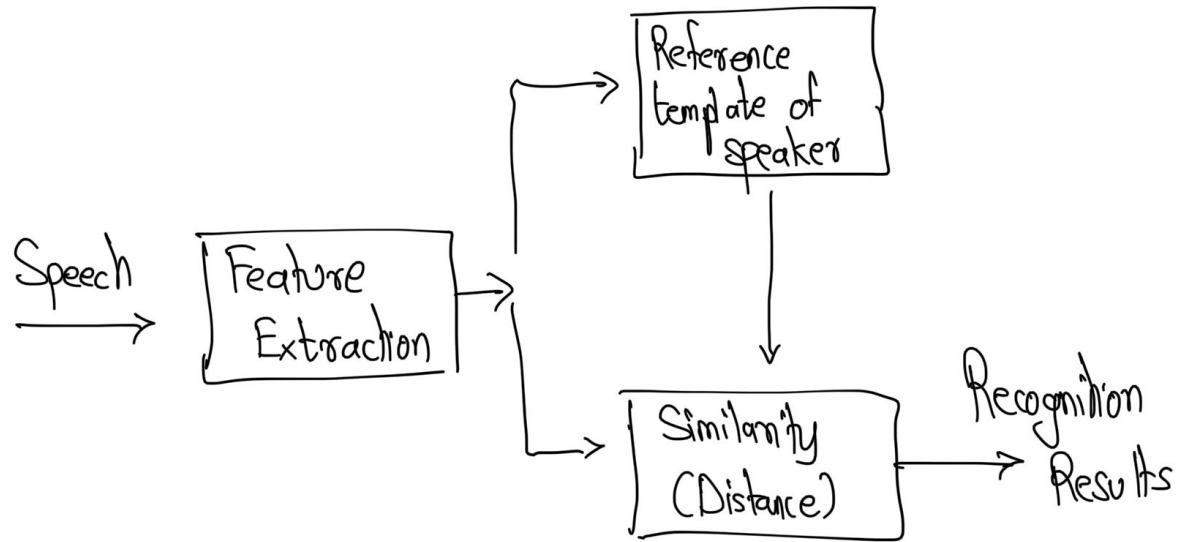 Reference
template of
speaker
Speech
Feature
Extraction
Similarity
(Distance)
Recognition
Results